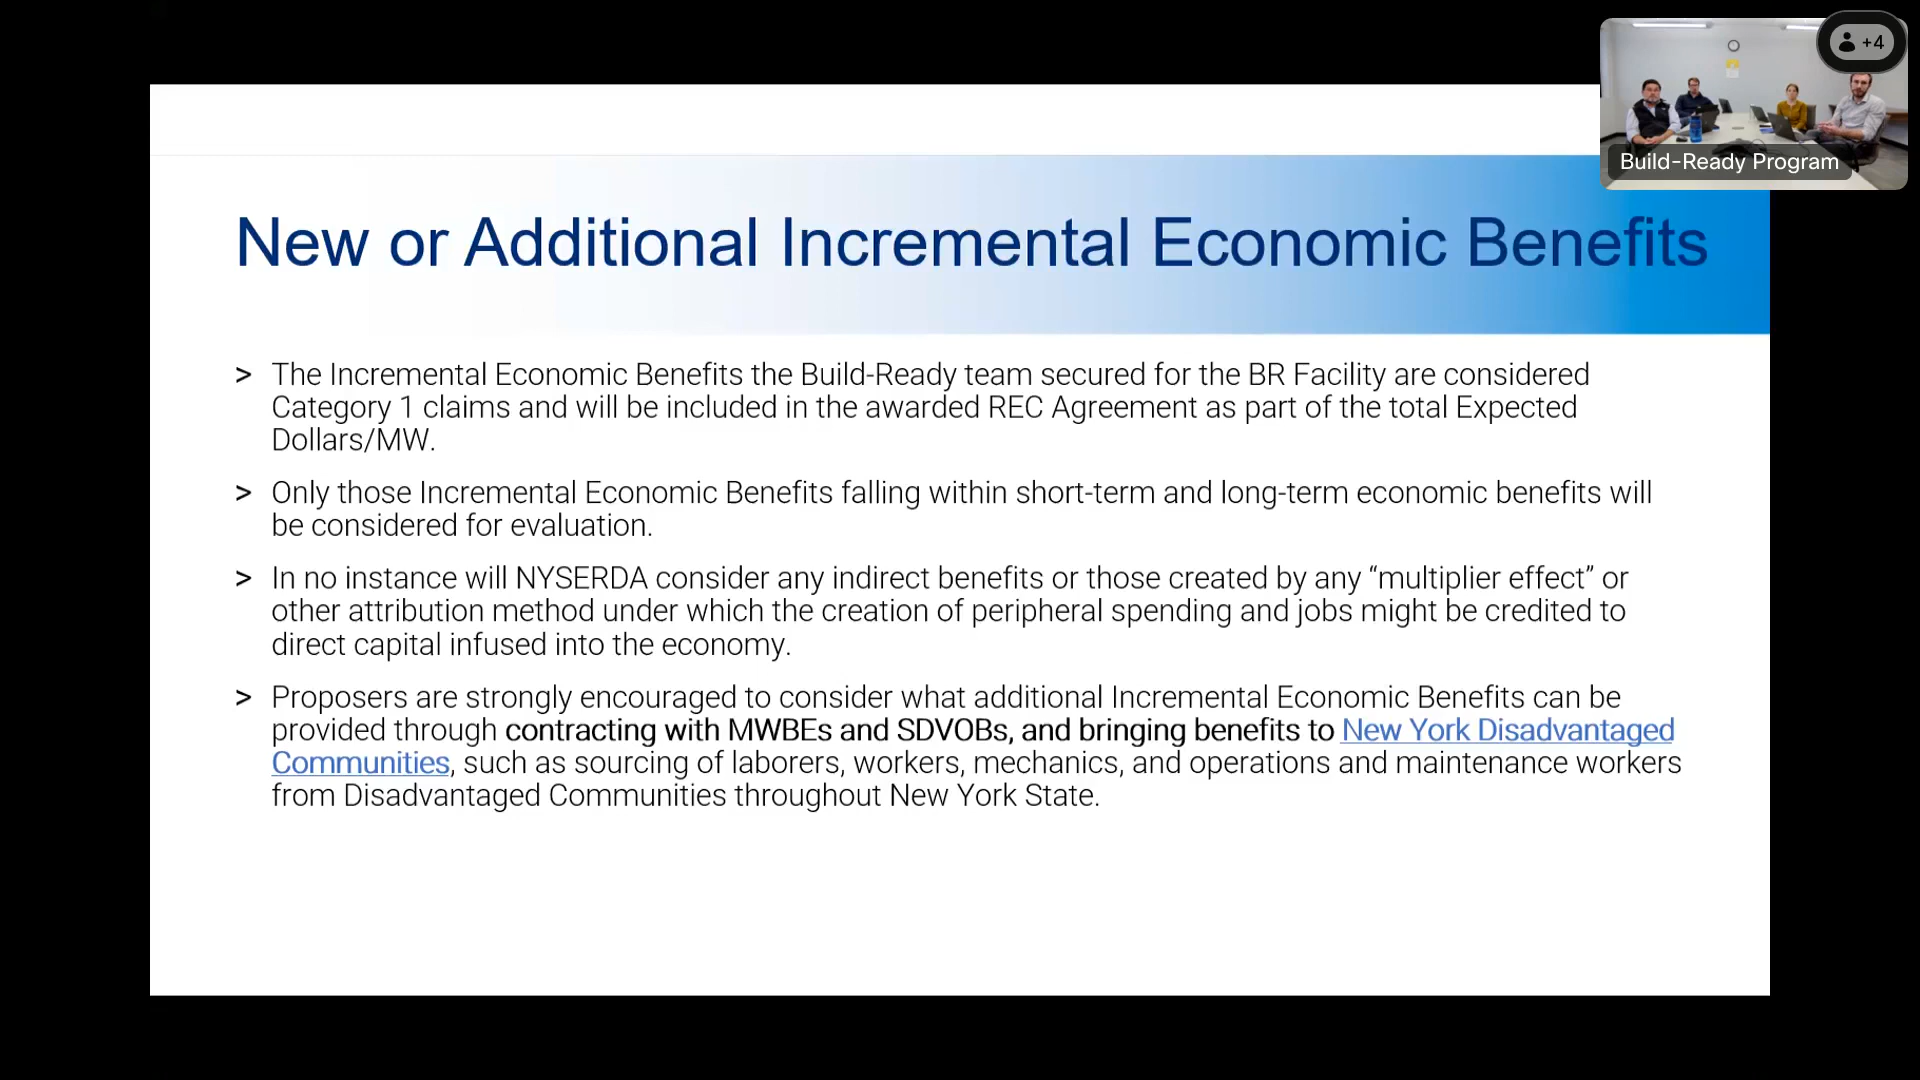 +4
Build-Ready Program
New or Additional Incremental Economic Benefits
> The Incremental Economic Benefits the Build-Ready team secured for the BR Facility are considered
Category 1 claims and will be included in the awarded REC Agreement as part of the total Expected
Dollars/MW.
> Only those Incremental Economic Benefits falling within short-term and long-term economic benefits will
be considered for evaluation.
> In no instance will NYSERDA consider any indirect benefits or those created by any “multiplier effect” or
other attribution method under which the creation of peripheral spending and jobs might be credited to
direct capital infused into the economy.
> Proposers are strongly encouraged to consider what additional Incremental Economic Benefits can be
provided through contracting with MWBEs and SDVOBs, and bringing benefits to New York Disadvantaged
Communities, such as sourcing of laborers, workers, mechanics, and operations and maintenance workers
from Disadvantaged Communities throughout New York State.